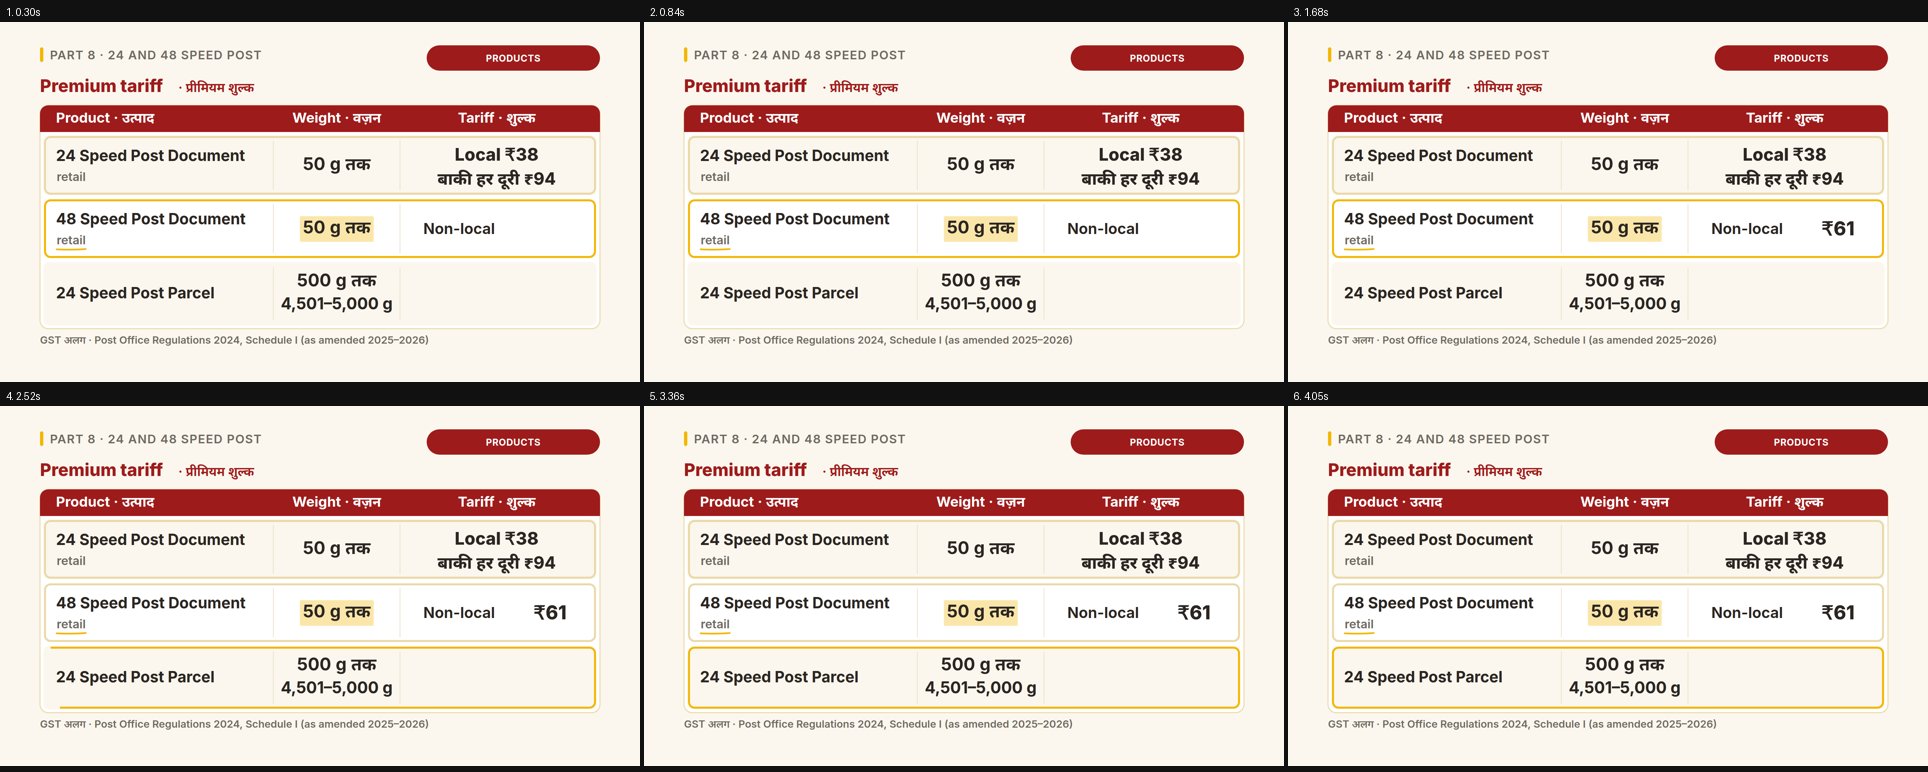 1. 0.30s
PART 8 · 24 AND 48 SPEED POST
PRODUCTS
Premium tariff · प्रीमियम शुल्क
Product · उत्पाद Weight · वज़न Tariff · शुल्क
24 Speed Post Document
retail
50 g तक
Local ₹38
बाकी हर दूरी ₹94
48 Speed Post Document
retail
50 g तक
Non-local
24 Speed Post Parcel
500 g तक
4,501–5,000 g
GST अलग · Post Office Regulations 2024, Schedule I (as amended 2025–2026)
2. 0.84s
PART 8 · 24 AND 48 SPEED POST
PRODUCTS
Premium tariff · प्रीमियम शुल्क
Product · उत्पाद Weight · वज़न Tariff · शुल्क
24 Speed Post Document
retail
50 g तक
Local ₹38
बाकी हर दूरी ₹94
48 Speed Post Document
retail
50 g तक
Non-local
24 Speed Post Parcel
500 g तक
4,501–5,000 g
GST अलग · Post Office Regulations 2024, Schedule I (as amended 2025–2026)
3. 1.68s
PART 8 · 24 AND 48 SPEED POST
PRODUCTS
Premium tariff · प्रीमियम शुल्क
Product · उत्पाद Weight · वज़न Tariff · शुल्क
24 Speed Post Document
retail
50 g तक
Local ₹38
बाकी हर दूरी ₹94
48 Speed Post Document
retail
50 g तक
Non-local ₹61
24 Speed Post Parcel
500 g तक
4,501–5,000 g
GST अलग · Post Office Regulations 2024, Schedule I (as amended 2025–2026)
4. 2.52s
PART 8 · 24 AND 48 SPEED POST
PRODUCTS
Premium tariff · प्रीमियम शुल्क
Product · उत्पाद Weight · वज़न Tariff · शुल्क
24 Speed Post Document
retail
50 g तक
Local ₹38
बाकी हर दूरी ₹94
48 Speed Post Document
retail
50 g तक
Non-local ₹61
24 Speed Post Parcel
500 g तक
4,501–5,000 g
GST अलग · Post Office Regulations 2024, Schedule I (as amended 2025–2026)
5. 3.36s
PART 8 · 24 AND 48 SPEED POST
PRODUCTS
Premium tariff · प्रीमियम शुल्क
Product · उत्पाद Weight · वज़न Tariff · शुल्क
24 Speed Post Document
retail
50 g तक
Local ₹38
बाकी हर दूरी ₹94
48 Speed Post Document
retail
50 g तक
Non-local ₹61
24 Speed Post Parcel
500 g तक
4,501–5,000 g
GST अलग · Post Office Regulations 2024, Schedule I (as amended 2025–2026)
6. 4.05s
PART 8 · 24 AND 48 SPEED POST
PRODUCTS
Premium tariff · प्रीमियम शुल्क
Product · उत्पाद Weight · वज़न Tariff · शुल्क
24 Speed Post Document
retail
50 g तक
Local ₹38
बाकी हर दूरी ₹94
48 Speed Post Document
retail
50 g तक
Non-local ₹61
24 Speed Post Parcel
500 g तक
4,501–5,000 g
GST अलग · Post Office Regulations 2024, Schedule I (as amended 2025–2026)